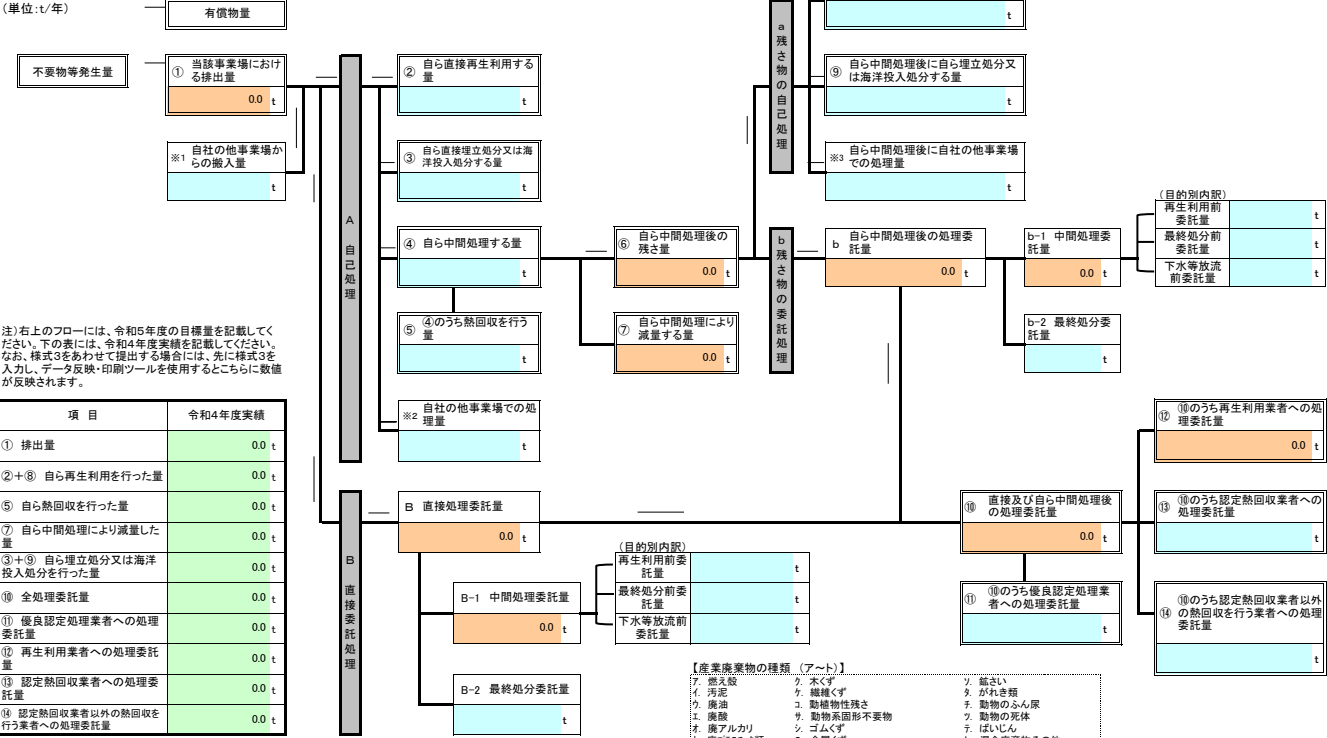 (単位:t/年)
有償物量
t
不要物等発生量
① 当該事業場におけ
る排出量
0.0 t
※1 自社の他事業場か
らの搬入量
t
A 自己処理
② 自ら直接再生利用する
量
t
③ 自ら直接埋立処分又は海
洋投入処分する量
t
④ 自ら中間処理する量
t
⑤ ④のうち熱回収を行う
量
t
※2 自社の他事業場での処
理量
t
⑥ 自ら中間処理後の
残さ量
0.0 t
⑦ 自ら中間処理により
減量する量
0.0 t
a 残さ物の自己処理
⑨ 自ら中間処理後に自ら埋立処分又
は海洋投入処分する量
t
※3 自ら中間処理後に自社の他事業場
での処理量
t
b 残さ物の委託処理
b 自ら中間処理後の処理委
託量
0.0 t
b-1 中間処理委
託量
0.0 t
(目的別内訳)
再生利用前
委託量
t
最終処分前
委託量
t
下水等放流
前委託量
t
b-2 最終処分委
託量
t
注)右上のフローには、令和5年度の目標量を記載してく
ださい。下の表には、令和4年度実績を記載してください。
なお、様式3をあわせて提出する場合には、先に様式3を
入力し、データ反映・印刷ツールを使用するとこちらに数値
が反映されます。
項 目 令和4年度実績
① 排出量 0.0 t
②+⑧ 自ら再生利用を行った量 0.0 t
⑤ 自ら熱回収を行った量 0.0 t
⑦ 自ら中間処理により減量した
量 0.0 t
③+⑨ 自ら埋立処分又は海洋
投入処分を行った量 0.0 t
⑩ 全処理委託量 0.0 t
⑪ 優良認定処理業者への処理
委託量 0.0 t
⑫ 再生利用業者への処理委託
量 0.0 t
⑬ 認定熱回収業者への処理委
託量 0.0 t
⑭ 認定熱回収業者以外の熱回収を
行う業者への処理委託量 0.0 t
B 直接委託処理
B 直接処理委託量
0.0 t
B-1 中間処理委託量
0.0 t
(目的別内訳)
再生利用前委
託量
t
最終処分前委
託量
t
下水等放流前
委託量
t
B-2 最終処分委託量
t
⑩ 直接及び自ら中間処理後
の処理委託量
0.0 t
⑪ ⑩のうち優良認定処理業
者への処理委託量
t
⑫ ⑩のうち再生利用業者への処
理委託量
0.0 t
⑬ ⑩のうち認定熱回収業者への
処理委託量
t
⑭ ⑩のうち認定熱回収業者以外
の熱回収を行う業者への処理
委託量
t
【産業廃棄物の種類 (ア～ト)】
ア. 燃え殻 ク. 木くず ソ. 鉱さい
イ. 汚泥 ケ. 繊維くず タ. がれき類
ウ. 廃油 コ. 動植物性残さ チ. 動物のふん尿
エ. 廃酸 サ. 動物系固形不要物 ツ. 動物の死体
オ. 廃アルカリ シ. ゴムくず テ. ばいじん